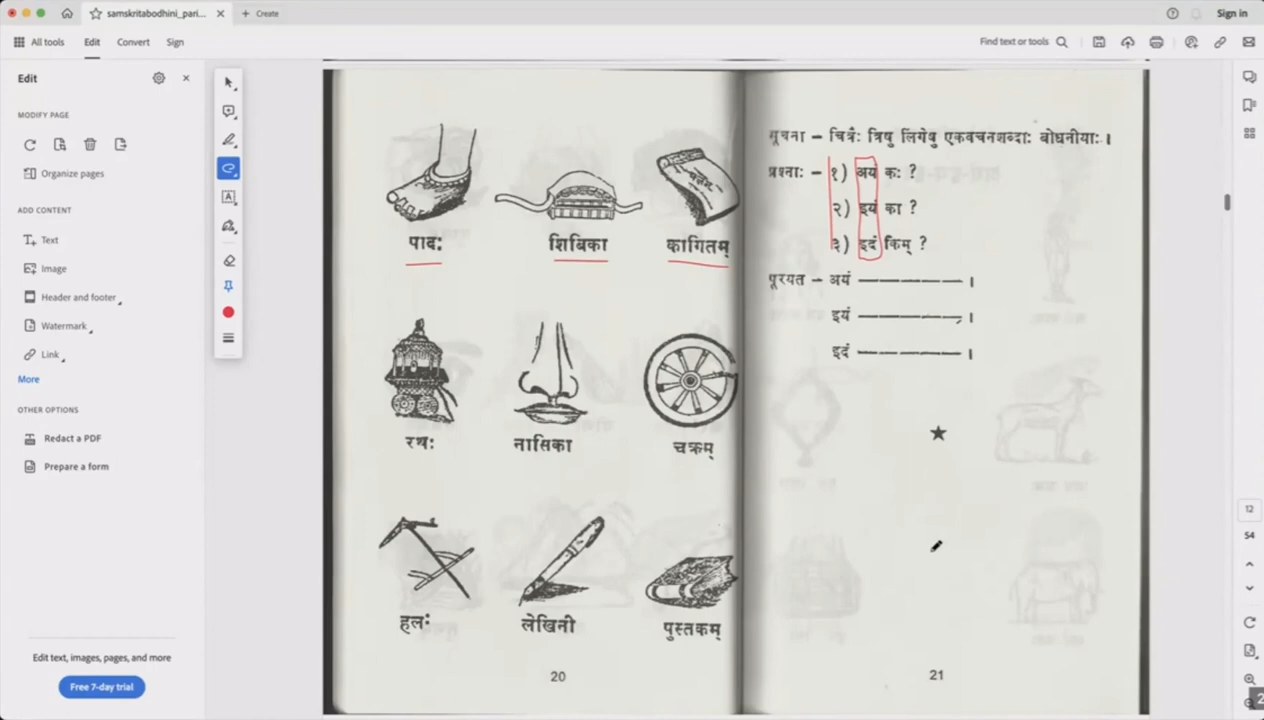 samskritabodhini_pari...
Create
Sign in
All tools
Edit
Convert
Sign
Find text or tools
Edit
MODIFY PAGE
Organize pages
ADD CONTENT
Text
Image
Header and footer
Watermark
Link
More
OTHER OPTIONS
Redact a PDF
Prepare a form
Edit text, images, pages, and more
Free 7-day trial
पादः शिबिका कागितम्
रथः नासिका चक्रम्
हलः लेखिनी पुस्तकम्
20
सूचना – चित्रैः त्रिषु लिंगेषु एकवचनशब्दाः बोधनीयाः ।
प्रश्नाः – १) अयं कः ?
२) इयं का ?
३) इदं किम् ?
पूरयत – अयं —————— ।
इयं —————— ।
इदं —————— ।
★
21
12
54
2